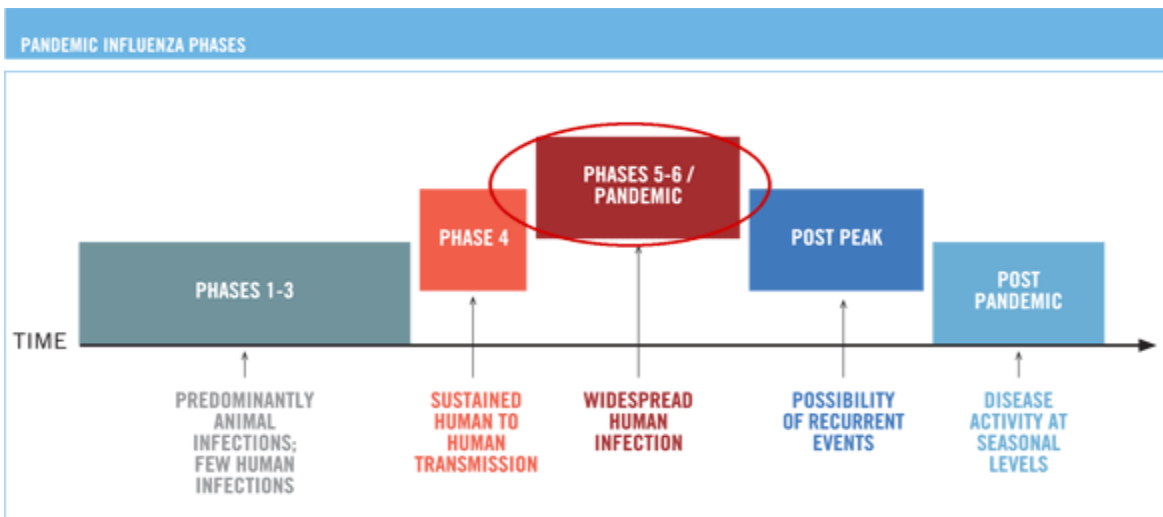 PANDEMIC INFLUENZA PHASES
PHASES 5-6 /
PANDEMIC
PHASE 4
POST PEAK
PHASES 1-3
POST
PANDEMIC
TIME
PREDOMINANTLY
ANIMAL
INFECTIONS;
FEW HUMAN
INFECTIONS
SUSTAINED
HUMAN TO
HUMAN
TRANSMISSION
WIDESPREAD
HUMAN
INFECTION
POSSIBILITY
OF RECURRENT
EVENTS
DISEASE
ACTIVITY AT
SEASONAL
LEVELS